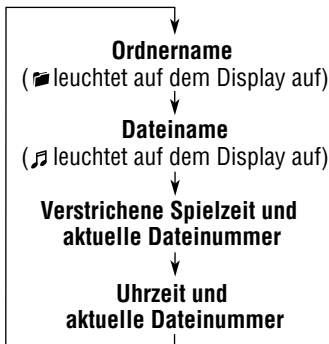 Ordnername
( leuchtet auf dem Display auf)
Dateiname
( leuchtet auf dem Display auf)
Verstrichene Spielzeit und
aktuelle Dateinummer
Uhrzeit und
aktuelle Dateinummer